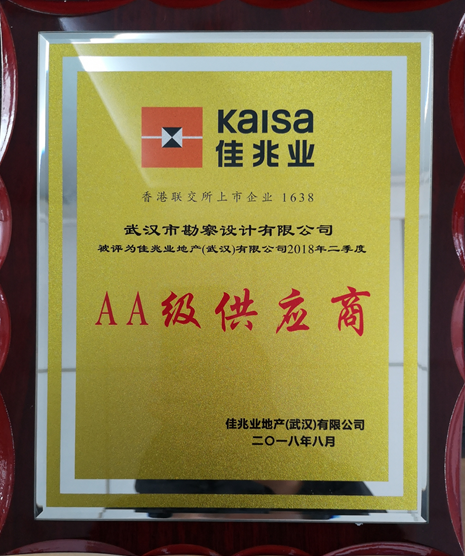 Kaisa
佳兆业
香港联交所上市企业 1638
武汉市勘察设计有限公司
被评为佳兆业地产(武汉)有限公司2018年二季度
AA级供应商
佳兆业地产(武汉)有限公司
二〇一八年八月